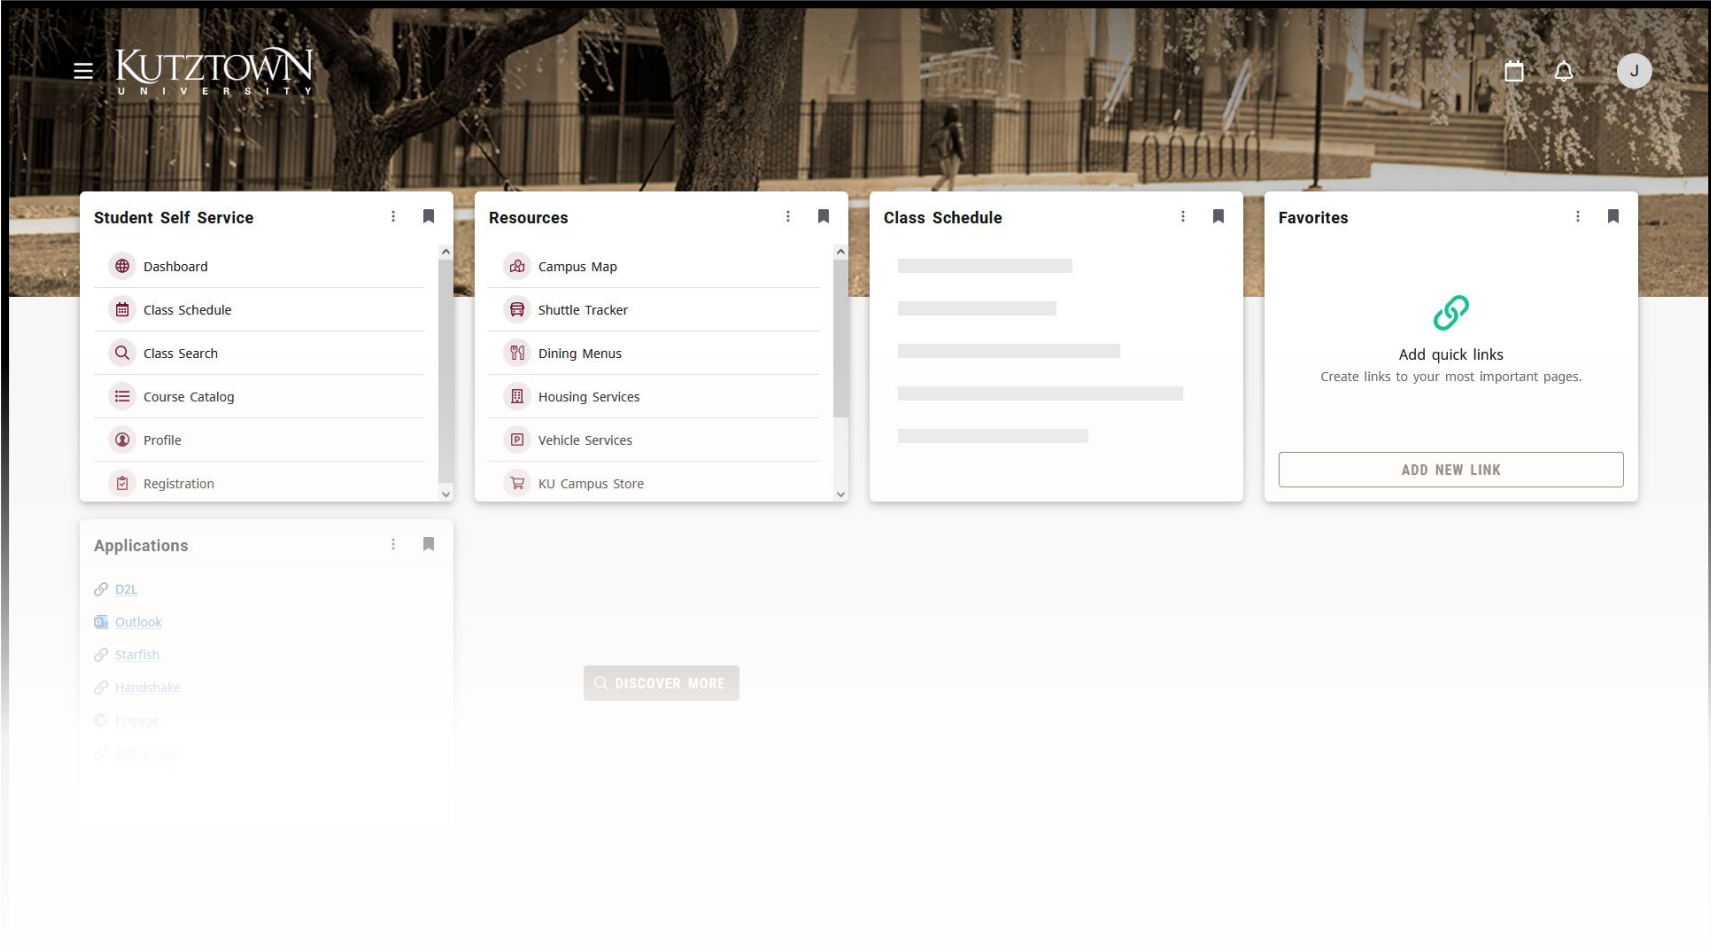 KUTZTOWN
UNIVERSITY
J
Student Self Service
Dashboard
Class Schedule
Class Search
Course Catalog
Profile
Registration
Resources
Campus Map
Shuttle Tracker
Dining Menus
Housing Services
Vehicle Services
KU Campus Store
Class Schedule
Favorites
Add quick links
Create links to your most important pages.
ADD NEW LINK
Applications
D2L
Outlook
Starfish
Handshake
Engage
DISCOVER MORE